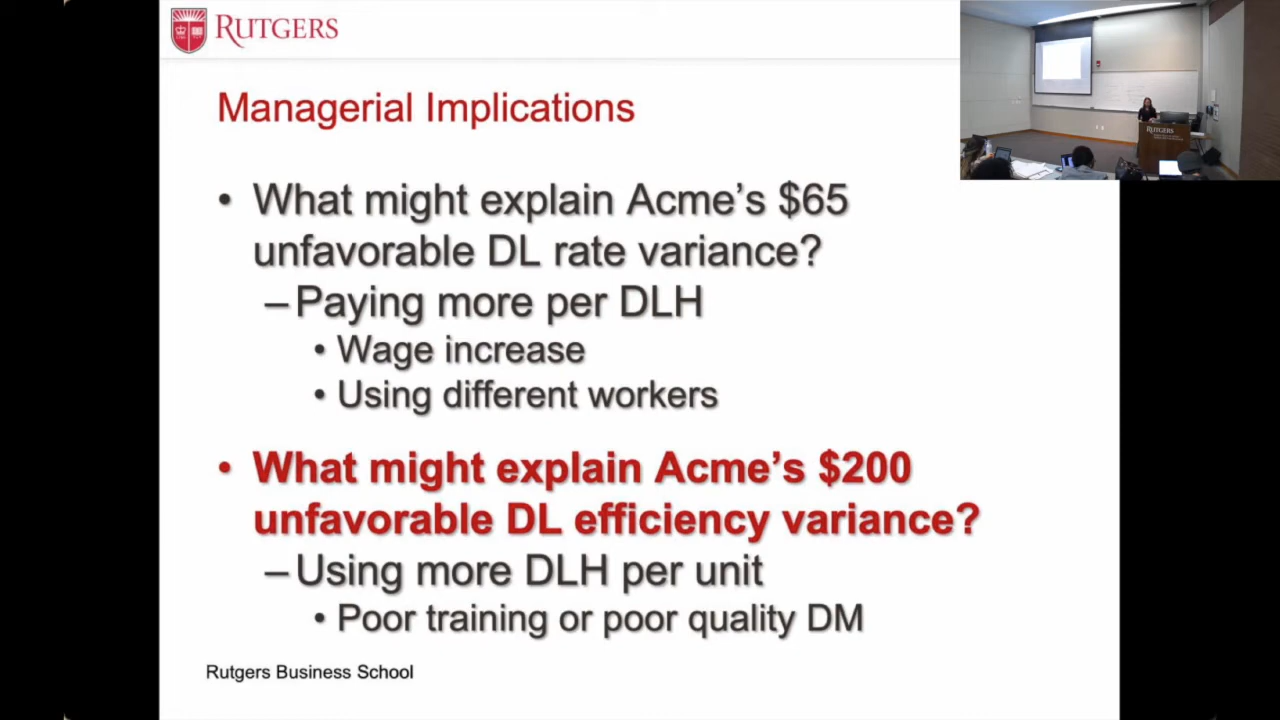 RUTGERS
Managerial Implications
• What might explain Acme's $65
unfavorable DL rate variance?
– Paying more per DLH
• Wage increase
• Using different workers
• What might explain Acme's $200
unfavorable DL efficiency variance?
– Using more DLH per unit
• Poor training or poor quality DM
Rutgers Business School
RUTGERS